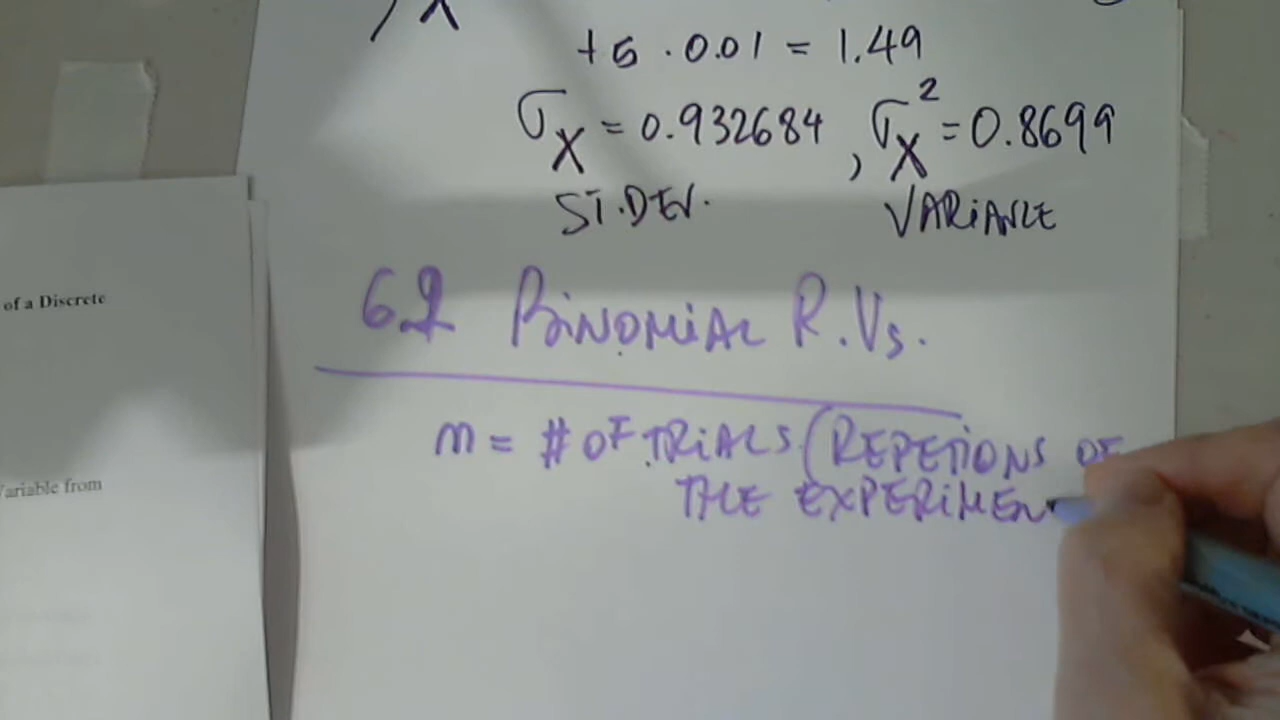 X
+5 · 0.01 = 1.49
σX = 0.932684 , σX² = 0.8699
ST.DEV. VARIANCE
of a Discrete
6.2 BINOMIAL R.Vs.
n = # OF TRIALS (REPETIONS OF
Variable from
THE EXPERIMEN